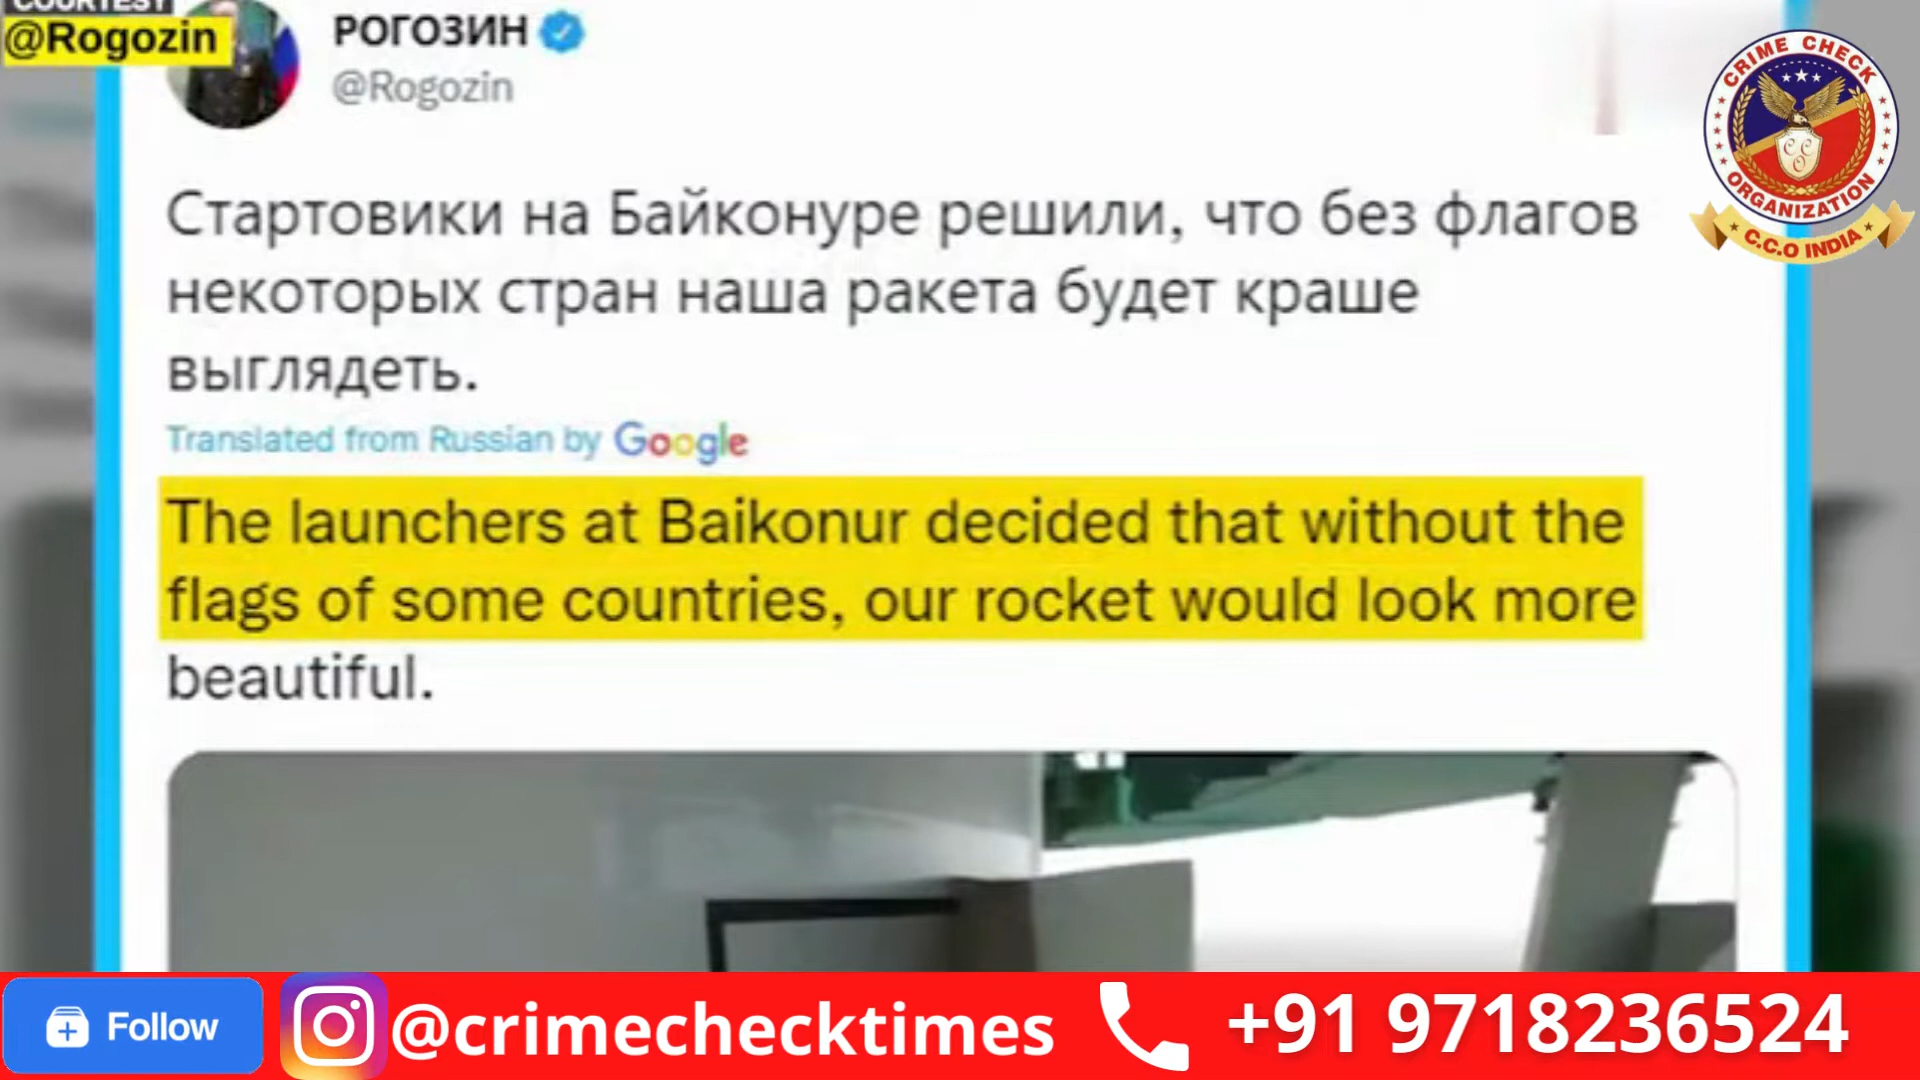 COURTESY
@Rogozin
РОГОЗИН
@Rogozin
CRIME CHECK
ORGANIZATION
C.C.O INDIA
Стартовики на Байконуре решили, что без флагов
некоторых стран наша ракета будет краше
выглядеть.
Translated from Russian by Google
The launchers at Baikonur decided that without the
flags of some countries, our rocket would look more
beautiful.
Follow
@crimechecktimes
+91 9718236524